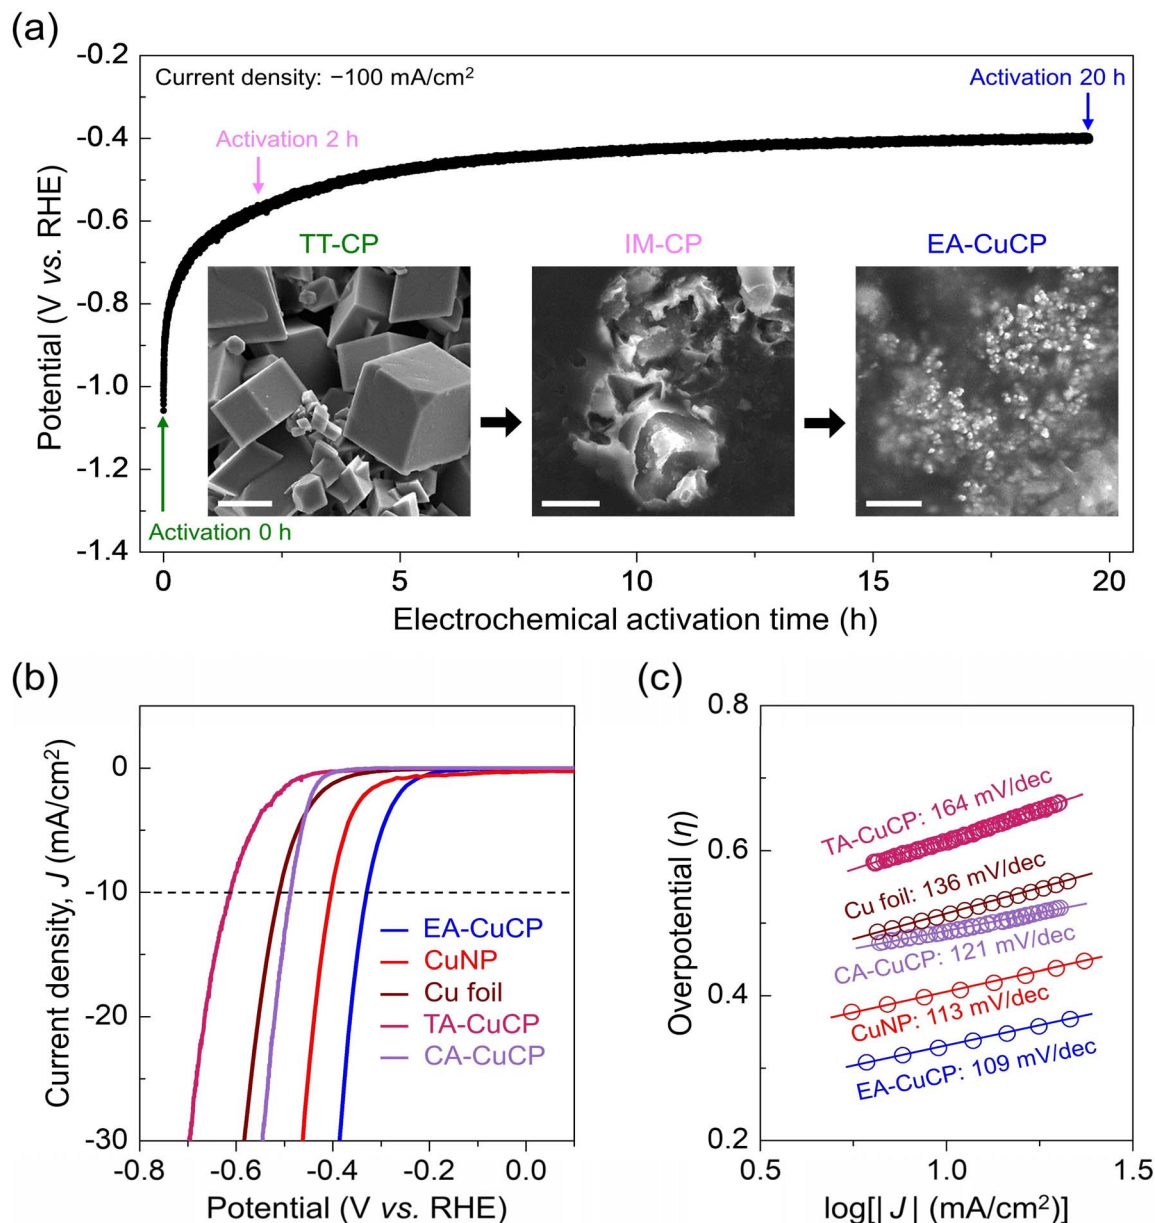 (a)
-0.2
-0.4
-0.6
-0.8
-1.0
-1.2
-1.4
Potential (V vs. RHE)
Current density: −100 mA/cm²
Activation 20 h
Activation 2 h
TT-CP
IM-CP
EA-CuCP
Activation 0 h
0 5 10 15 20
Electrochemical activation time (h)
(b)
0
-10
-20
-30
Current density, J (mA/cm²)
EA-CuCP
CuNP
Cu foil
TA-CuCP
CA-CuCP
-0.8 -0.6 -0.4 -0.2 0.0
Potential (V vs. RHE)
(c)
0.8
0.6
0.4
0.2
Overpotential (η)
TA-CuCP: 164 mV/dec
Cu foil: 136 mV/dec
CA-CuCP: 121 mV/dec
CuNP: 113 mV/dec
EA-CuCP: 109 mV/dec
0.5 1.0 1.5
log[| J | (mA/cm²)]